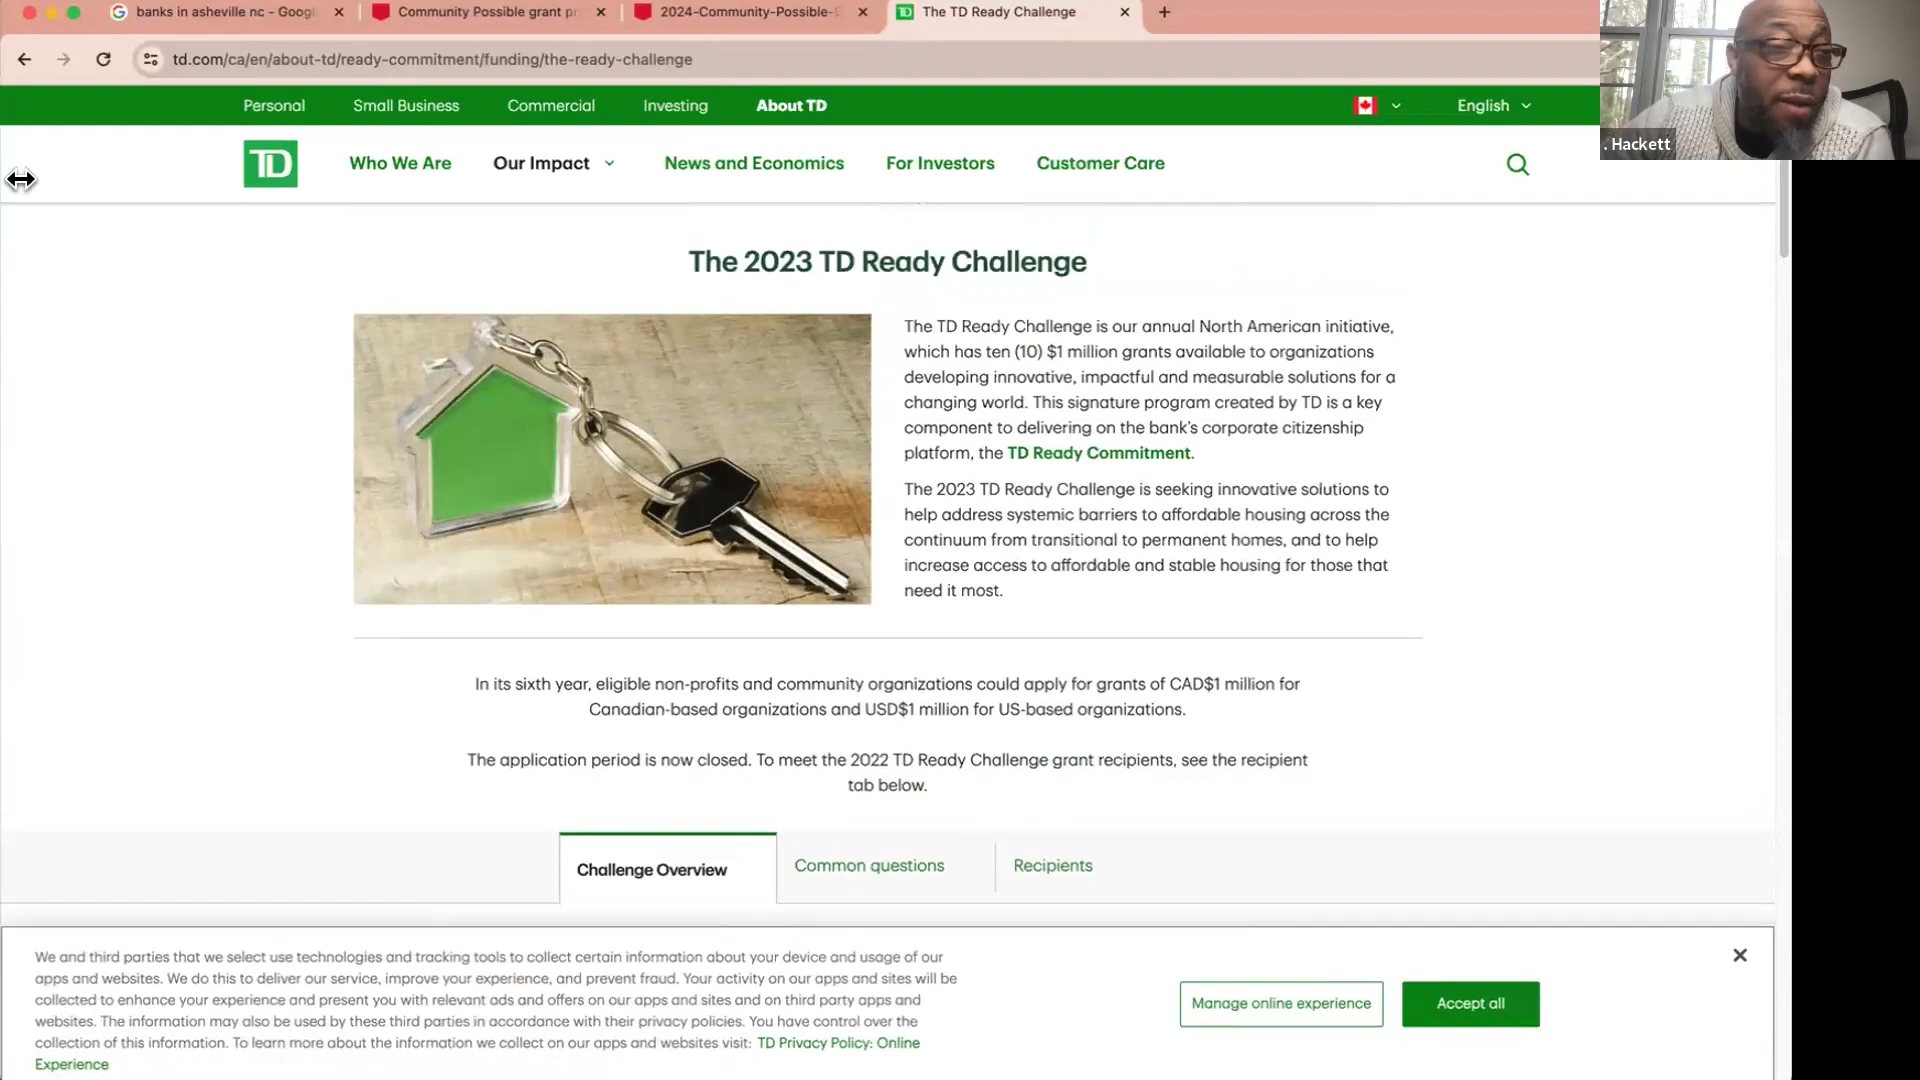 banks in asheville nc - Googl
Community Possible grant pr
2024-Community-Possible-
The TD Ready Challenge
td.com/ca/en/about-td/ready-commitment/funding/the-ready-challenge
Personal
Small Business
Commercial
Investing
About TD
English
. Hackett
TD
Who We Are
Our Impact
News and Economics
For Investors
Customer Care
The 2023 TD Ready Challenge
The TD Ready Challenge is our annual North American initiative,
which has ten (10) $1 million grants available to organizations
developing innovative, impactful and measurable solutions for a
changing world. This signature program created by TD is a key
component to delivering on the bank's corporate citizenship
platform, the TD Ready Commitment.
The 2023 TD Ready Challenge is seeking innovative solutions to
help address systemic barriers to affordable housing across the
continuum from transitional to permanent homes, and to help
increase access to affordable and stable housing for those that
need it most.
In its sixth year, eligible non-profits and community organizations could apply for grants of CAD$1 million for
Canadian-based organizations and USD$1 million for US-based organizations.
The application period is now closed. To meet the 2022 TD Ready Challenge grant recipients, see the recipient
tab below.
Challenge Overview
Common questions
Recipients
We and third parties that we select use technologies and tracking tools to collect certain information about your device and usage of our
apps and websites. We do this to deliver our service, improve your experience, and prevent fraud. Your activity on our apps and sites will be
collected to enhance your experience and present you with relevant ads and offers on our apps and sites and on third party apps and
websites. The information may also be used by these third parties in accordance with their privacy policies. You have control over the
collection of this information. To learn more about the information we collect on our apps and websites visit: TD Privacy Policy: Online
Experience
Manage online experience
Accept all